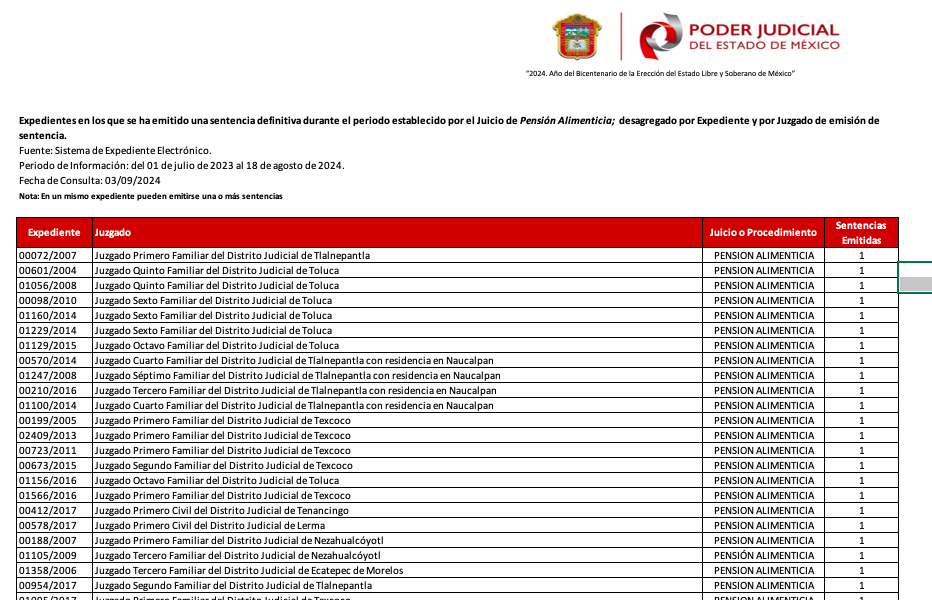 PODER JUDICIAL
DEL ESTADO DE MÉXICO
"2024. Año del Bicentenario de la Erección del Estado Libre y Soberano de México"
Expedientes en los que se ha emitido una sentencia definitiva durante el periodo establecido por el Juicio de Pensión Alimenticia; desagregado por Expediente y por Juzgado de emisión de
sentencia.
Fuente: Sistema de Expediente Electrónico.
Periodo de Información: del 01 de julio de 2023 al 18 de agosto de 2024.
Fecha de Consulta: 03/09/2024
Nota: En un mismo expediente pueden emitirse una o más sentencias
Expediente Juzgado Juicio o Procedimiento Sentencias Emitidas
00072/2007 Juzgado Primero Familiar del Distrito Judicial de Tlalnepantla PENSION ALIMENTICIA 1
00601/2004 Juzgado Quinto Familiar del Distrito Judicial de Toluca PENSION ALIMENTICIA 1
01056/2008 Juzgado Quinto Familiar del Distrito Judicial de Toluca PENSION ALIMENTICIA 1
00098/2010 Juzgado Sexto Familiar del Distrito Judicial de Toluca PENSION ALIMENTICIA 1
01160/2014 Juzgado Sexto Familiar del Distrito Judicial de Toluca PENSION ALIMENTICIA 1
01229/2014 Juzgado Sexto Familiar del Distrito Judicial de Toluca PENSION ALIMENTICIA 1
01129/2015 Juzgado Octavo Familiar del Distrito Judicial de Toluca PENSION ALIMENTICIA 1
00570/2014 Juzgado Cuarto Familiar del Distrito Judicial de Tlalnepantla con residencia en Naucalpan PENSION ALIMENTICIA 1
01247/2008 Juzgado Séptimo Familiar del Distrito Judicial de Tlalnepantla con residencia en Naucalpan PENSION ALIMENTICIA 1
00210/2016 Juzgado Tercero Familiar del Distrito Judicial de Tlalnepantla con residencia en Naucalpan PENSION ALIMENTICIA 1
01100/2014 Juzgado Cuarto Familiar del Distrito Judicial de Tlalnepantla con residencia en Naucalpan PENSION ALIMENTICIA 1
00199/2005 Juzgado Primero Familiar del Distrito Judicial de Texcoco PENSION ALIMENTICIA 1
02409/2013 Juzgado Primero Familiar del Distrito Judicial de Texcoco PENSION ALIMENTICIA 1
00723/2011 Juzgado Primero Familiar del Distrito Judicial de Texcoco PENSION ALIMENTICIA 1
00673/2015 Juzgado Segundo Familiar del Distrito Judicial de Texcoco PENSION ALIMENTICIA 1
01156/2016 Juzgado Octavo Familiar del Distrito Judicial de Toluca PENSION ALIMENTICIA 1
01566/2016 Juzgado Primero Familiar del Distrito Judicial de Texcoco PENSION ALIMENTICIA 1
00412/2017 Juzgado Primero Civil del Distrito Judicial de Tenancingo PENSION ALIMENTICIA 1
00578/2017 Juzgado Primero Civil del Distrito Judicial de Lerma PENSION ALIMENTICIA 1
00188/2007 Juzgado Primero Familiar del Distrito Judicial de Nezahualcóyotl PENSION ALIMENTICIA 1
01105/2009 Juzgado Tercero Familiar del Distrito Judicial de Nezahualcóyotl PENSIÓN ALIMENTICIA 1
01358/2006 Juzgado Tercero Familiar del Distrito Judicial de Ecatepec de Morelos PENSION ALIMENTICIA 1
00954/2017 Juzgado Segundo Familiar del Distrito Judicial de Tlalnepantla PENSION ALIMENTICIA 1